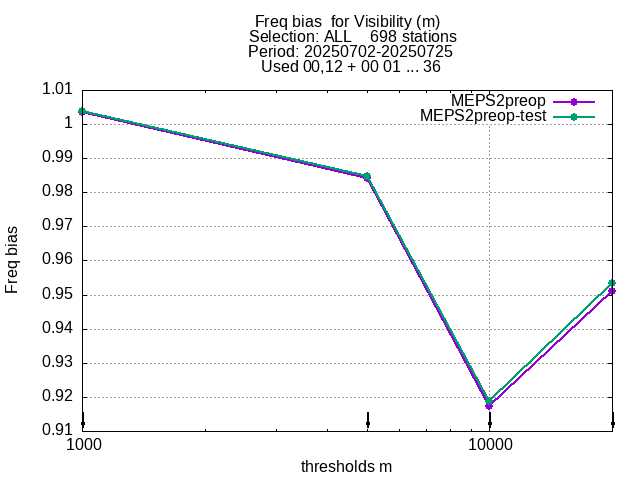 Freq bias  for Visibility (m)
Selection: ALL    698 stations
Period: 20250702-20250725
Used 00,12 + 00 01 ... 36
MEPS2preop
MEPS2preop-test
1.01
1
0.99
0.98
0.97
0.96
0.95
0.94
0.93
0.92
0.91
Freq bias
1000
10000
thresholds m